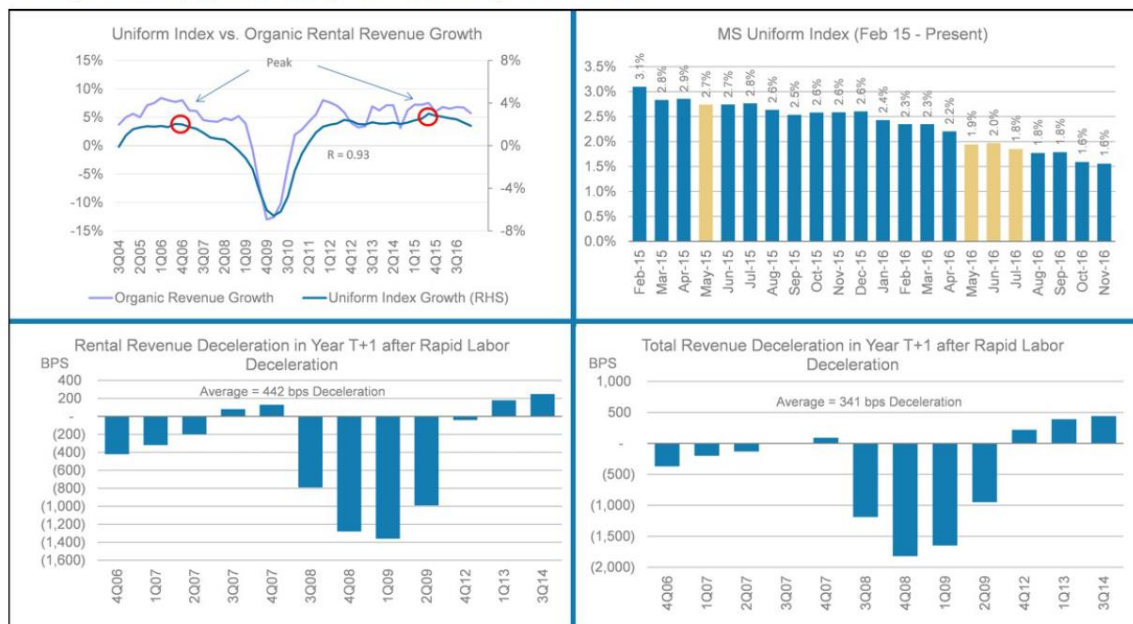 Uniform Index vs. Organic Rental Revenue Growth
15%
10%
5%
0%
-5%
-10%
-15%
Peak
R = 0.93
8%
4%
0%
-4%
-8%
3Q04
2Q05
1Q06
4Q06
3Q07
2Q08
1Q09
4Q09
3Q10
2Q11
1Q12
4Q12
3Q13
2Q14
1Q15
4Q15
3Q16
Organic Revenue Growth
Uniform Index Growth (RHS)
MS Uniform Index (Feb 15 - Present)
3.5%
3.0%
2.5%
2.0%
1.5%
1.0%
0.5%
0.0%
3.1%
2.8%
2.9%
2.7%
2.7%
2.8%
2.6%
2.5%
2.6%
2.6%
2.6%
2.4%
2.3%
2.3%
2.2%
1.9%
2.0%
1.8%
1.8%
1.8%
1.6%
1.6%
Feb-15
Mar-15
Apr-15
May-15
Jun-15
Jul-15
Aug-15
Sep-15
Oct-15
Nov-15
Dec-15
Jan-16
Feb-16
Mar-16
Apr-16
May-16
Jun-16
Jul-16
Aug-16
Sep-16
Oct-16
Nov-16
Rental Revenue Deceleration in Year T+1 after Rapid Labor
Deceleration
BPS
Average = 442 bps Deceleration
400
200
-
(200)
(400)
(600)
(800)
(1,000)
(1,200)
(1,400)
(1,600)
4Q06
1Q07
2Q07
3Q07
4Q07
3Q08
4Q08
1Q09
2Q09
4Q12
1Q13
3Q14
Total Revenue Deceleration in Year T+1 after Rapid Labor
Deceleration
BPS
Average = 341 bps Deceleration
1,000
500
-
(500)
(1,000)
(1,500)
(2,000)
4Q06
1Q07
2Q07
3Q07
4Q07
3Q08
4Q08
1Q09
2Q09
4Q12
1Q13
3Q14